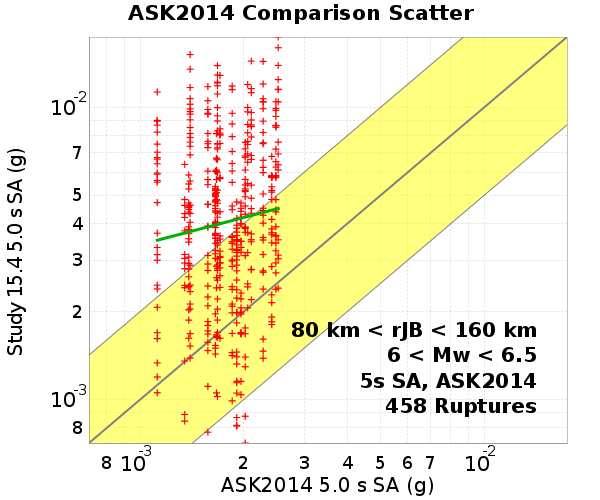 ASK2014 Comparison Scatter
Study 15.4 5.0 s SA (g)
10-2
7
5
4
3
2
10-3
8
80 km < rJB < 160 km
6 < Mw < 6.5
5s SA, ASK2014
458 Ruptures
8 10-3 2 3 4 5 6 7 10-2
ASK2014 5.0 s SA (g)